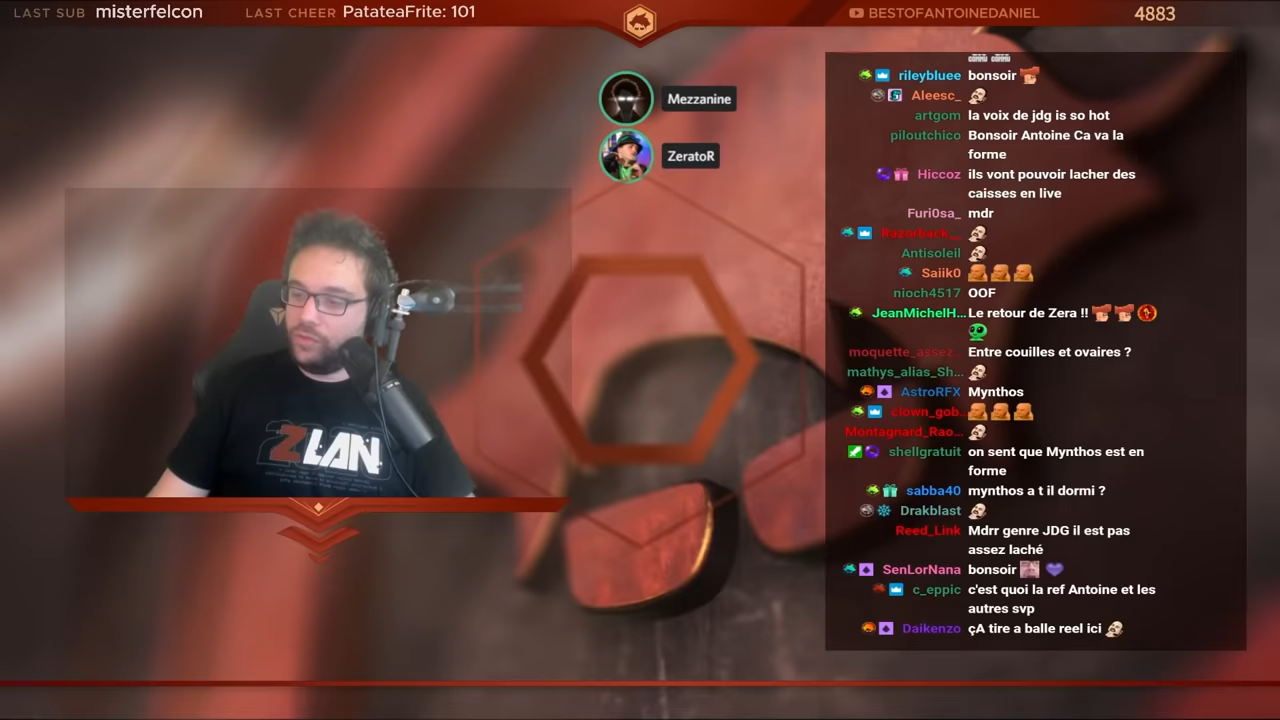 LAST SUB misterfelcon LAST CHEER PatateaFrite: 101 BESTOFANTOINEDANIEL 4883
Mezzanine
ZeratoR
ZLAN
rileybluee bonsoir
Aleesc_
artgom la voix de jdg is so hot
piloutchico Bonsoir Antoine Ca va la
forme
Hiccoz ils vont pouvoir lacher des
caisses en live
Furi0sa_ mdr
Razorback__
Antisoleil
Saiik0
nioch4517 OOF
JeanMichelH... Le retour de Zera !!
moquette_assez... Entre couilles et ovaires ?
mathys_alias_Sh...
AstroRFX Mynthos
clown_gob...
Montagnard_Rao...
shellgratuit on sent que Mynthos est en
forme
sabba40 mynthos a t il dormi ?
Drakblast
Reed_Link Mdrr genre JDG il est pas
assez laché
SenLorNana bonsoir
c_eppic c'est quoi la ref Antoine et les
autres svp
Daikenzo çA tire a balle reel ici